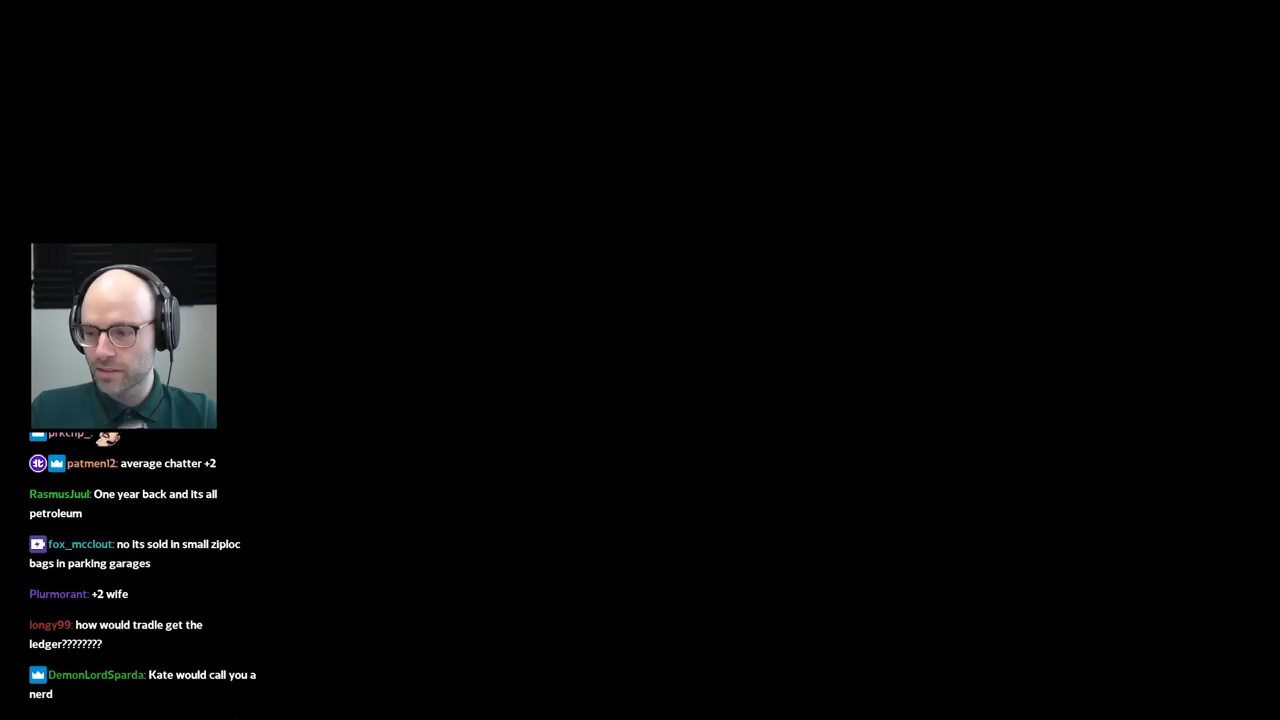 prkchp_:
patmen12: average chatter +2
RasmusJuul: One year back and its all
petroleum
fox_mcclout: no its sold in small ziploc
bags in parking garages
Plurmorant: +2 wife
longy99: how would tradle get the
ledger????????
DemonLordSparda: Kate would call you a
nerd